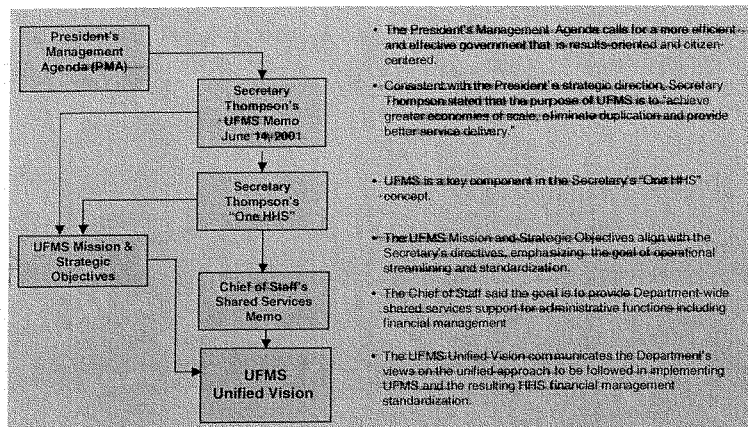 President's
Management
Agenda (PMA)
Secretary
Thompson's
UFMS Memo
June 14, 2001
Secretary
Thompson's
"One HHS"
UFMS Mission &
Strategic
Objectives
Chief of Staff's
Shared Services
Memo
UFMS
Unified Vision
• The President's Management Agenda calls for a more efficient
and effective government that is results-oriented and citizen-
centered.
• Consistent with the President's strategic direction, Secretary
Thompson stated that the purpose of UFMS is to "achieve
greater economies of scale, eliminate duplication and provide
better service delivery."
• UFMS is a key component in the Secretary's "One HHS"
concept.
• The UFMS Mission and Strategic Objectives align with the
Secretary's directives, emphasizing the goal of operational
streamlining and standardization.
• The Chief of Staff said the goal is to provide Department-wide
shared services support for administrative functions including
financial management
• The UFMS Unified Vision communicates the Department's
views on the unified approach to be followed in implementing
UFMS and the resulting HHS financial management
standardization.